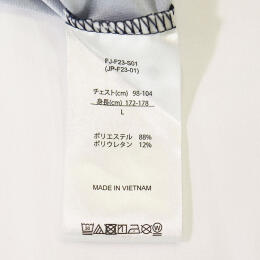 FJ-F23-S01
(JP-F23-01)
チェスト(cm) 98-104
身長(cm) 172-178
L
ポリエステル 88%
ポリウレタン 12%
MADE IN VIETNAM